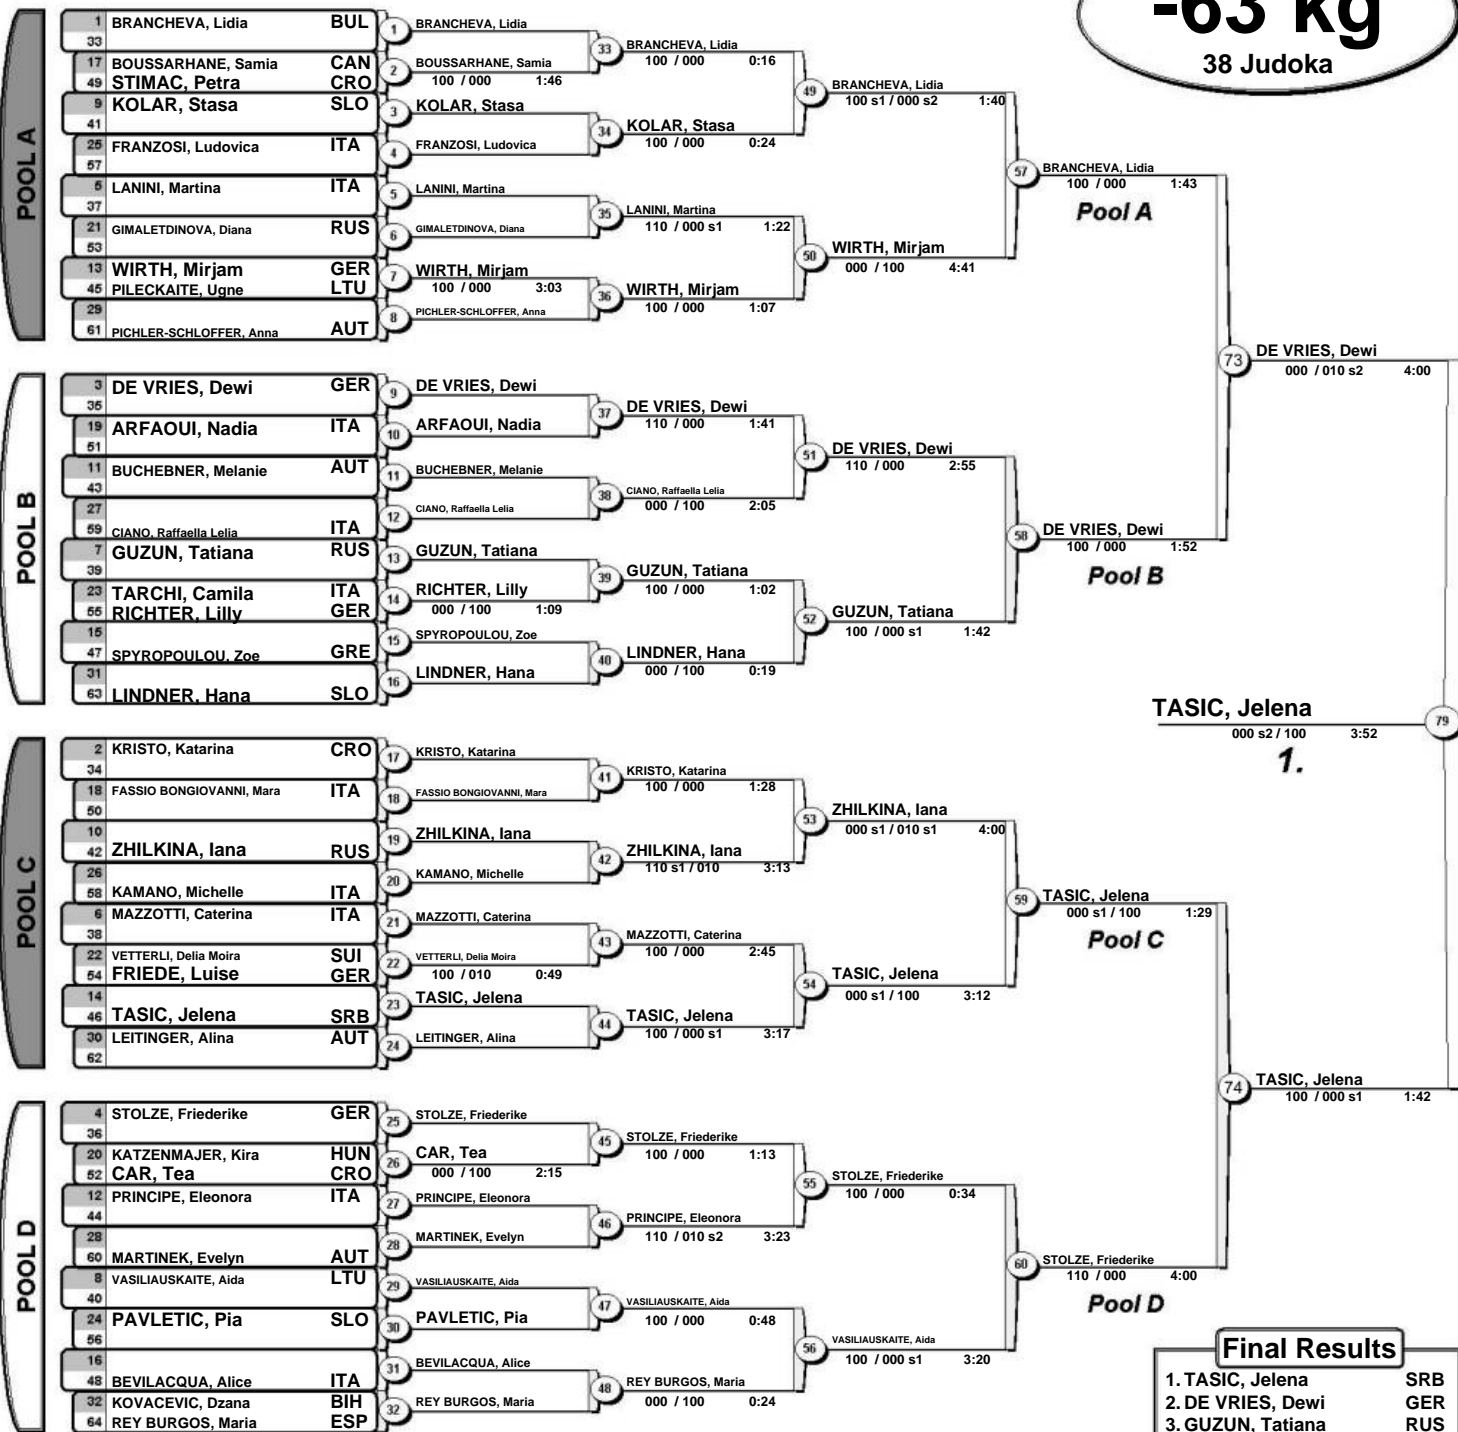 -63 kg
38 Judoka
POOL A
1 BRANCHEVA, Lidia BUL
33
17 BOUSSARHANE, Samia CAN
49 STIMAC, Petra CRO
9 KOLAR, Stasa SLO
41
25 FRANZOSI, Ludovica ITA
57
5 LANINI, Martina ITA
37
21 GIMALETDINOVA, Diana RUS
53
13 WIRTH, Mirjam GER
45 PILECKAITE, Ugne LTU
29
61 PICHLER-SCHLOFFER, Anna AUT
1 BRANCHEVA, Lidia
2 BOUSSARHANE, Samia
100 / 000 1:46
3 KOLAR, Stasa
4 FRANZOSI, Ludovica
5 LANINI, Martina
6 GIMALETDINOVA, Diana
7 WIRTH, Mirjam
100 / 000 3:03
8 PICHLER-SCHLOFFER, Anna
33 BRANCHEVA, Lidia
100 / 000 0:16
34 KOLAR, Stasa
100 / 000 0:24
35 LANINI, Martina
110 / 000 s1 1:22
36 WIRTH, Mirjam
100 / 000 1:07
49 BRANCHEVA, Lidia
100 s1 / 000 s2 1:40
50 WIRTH, Mirjam
000 / 100 4:41
57 BRANCHEVA, Lidia
100 / 000 1:43
Pool A
POOL B
3 DE VRIES, Dewi GER
35
19 ARFAOUI, Nadia ITA
51
11 BUCHEBNER, Melanie AUT
43
27
59 CIANO, Raffaella Lelia ITA
7 GUZUN, Tatiana RUS
39
23 TARCHI, Camila ITA
55 RICHTER, Lilly GER
15
47 SPYROPOULOU, Zoe GRE
31
63 LINDNER, Hana SLO
9 DE VRIES, Dewi
10 ARFAOUI, Nadia
11 BUCHEBNER, Melanie
12 CIANO, Raffaella Lelia
13 GUZUN, Tatiana
14 RICHTER, Lilly
000 / 100 1:09
15 SPYROPOULOU, Zoe
16 LINDNER, Hana
37 DE VRIES, Dewi
110 / 000 1:41
38 CIANO, Raffaella Lelia
000 / 100 2:05
39 GUZUN, Tatiana
100 / 000 1:02
40 LINDNER, Hana
000 / 100 0:19
51 DE VRIES, Dewi
110 / 000 2:55
52 GUZUN, Tatiana
100 / 000 s1 1:42
58 DE VRIES, Dewi
100 / 000 1:52
Pool B
73 DE VRIES, Dewi
000 / 010 s2 4:00
TASIC, Jelena 79
000 s2 / 100 3:52
1.
POOL C
2 KRISTO, Katarina CRO
34
18 FASSIO BONGIOVANNI, Mara ITA
50
10
42 ZHILKINA, Iana RUS
26
58 KAMANO, Michelle ITA
6 MAZZOTTI, Caterina ITA
38
22 VETTERLI, Delia Moira SUI
54 FRIEDE, Luise GER
14
46 TASIC, Jelena SRB
30 LEITINGER, Alina AUT
62
17 KRISTO, Katarina
18 FASSIO BONGIOVANNI, Mara
19 ZHILKINA, Iana
20 KAMANO, Michelle
21 MAZZOTTI, Caterina
22 VETTERLI, Delia Moira
100 / 010 0:49
23 TASIC, Jelena
24 LEITINGER, Alina
41 KRISTO, Katarina
100 / 000 1:28
42 ZHILKINA, Iana
110 s1 / 010 3:13
43 MAZZOTTI, Caterina
100 / 000 2:45
44 TASIC, Jelena
100 / 000 s1 3:17
53 ZHILKINA, Iana
000 s1 / 010 s1 4:00
54 TASIC, Jelena
000 s1 / 100 3:12
59 TASIC, Jelena
000 s1 / 100 1:29
Pool C
74 TASIC, Jelena
100 / 000 s1 1:42
POOL D
4 STOLZE, Friederike GER
36
20 KATZENMAJER, Kira HUN
52 CAR, Tea CRO
12 PRINCIPE, Eleonora ITA
44
28
60 MARTINEK, Evelyn AUT
8 VASILIAUSKAITE, Aida LTU
40
24 PAVLETIC, Pia SLO
56
16
48 BEVILACQUA, Alice ITA
32 KOVACEVIC, Dzana BIH
64 REY BURGOS, Maria ESP
25 STOLZE, Friederike
26 CAR, Tea
000 / 100 2:15
27 PRINCIPE, Eleonora
28 MARTINEK, Evelyn
29 VASILIAUSKAITE, Aida
30 PAVLETIC, Pia
31 BEVILACQUA, Alice
32 REY BURGOS, Maria
45 STOLZE, Friederike
100 / 000 1:13
46 PRINCIPE, Eleonora
110 / 010 s2 3:23
47 VASILIAUSKAITE, Aida
100 / 000 0:48
48 REY BURGOS, Maria
000 / 100 0:24
55 STOLZE, Friederike
100 / 000 0:34
56 VASILIAUSKAITE, Aida
100 / 000 s1 3:20
60 STOLZE, Friederike
110 / 000 4:00
Pool D
Final Results
1. TASIC, Jelena SRB
2. DE VRIES, Dewi GER
3. GUZUN, Tatiana RUS